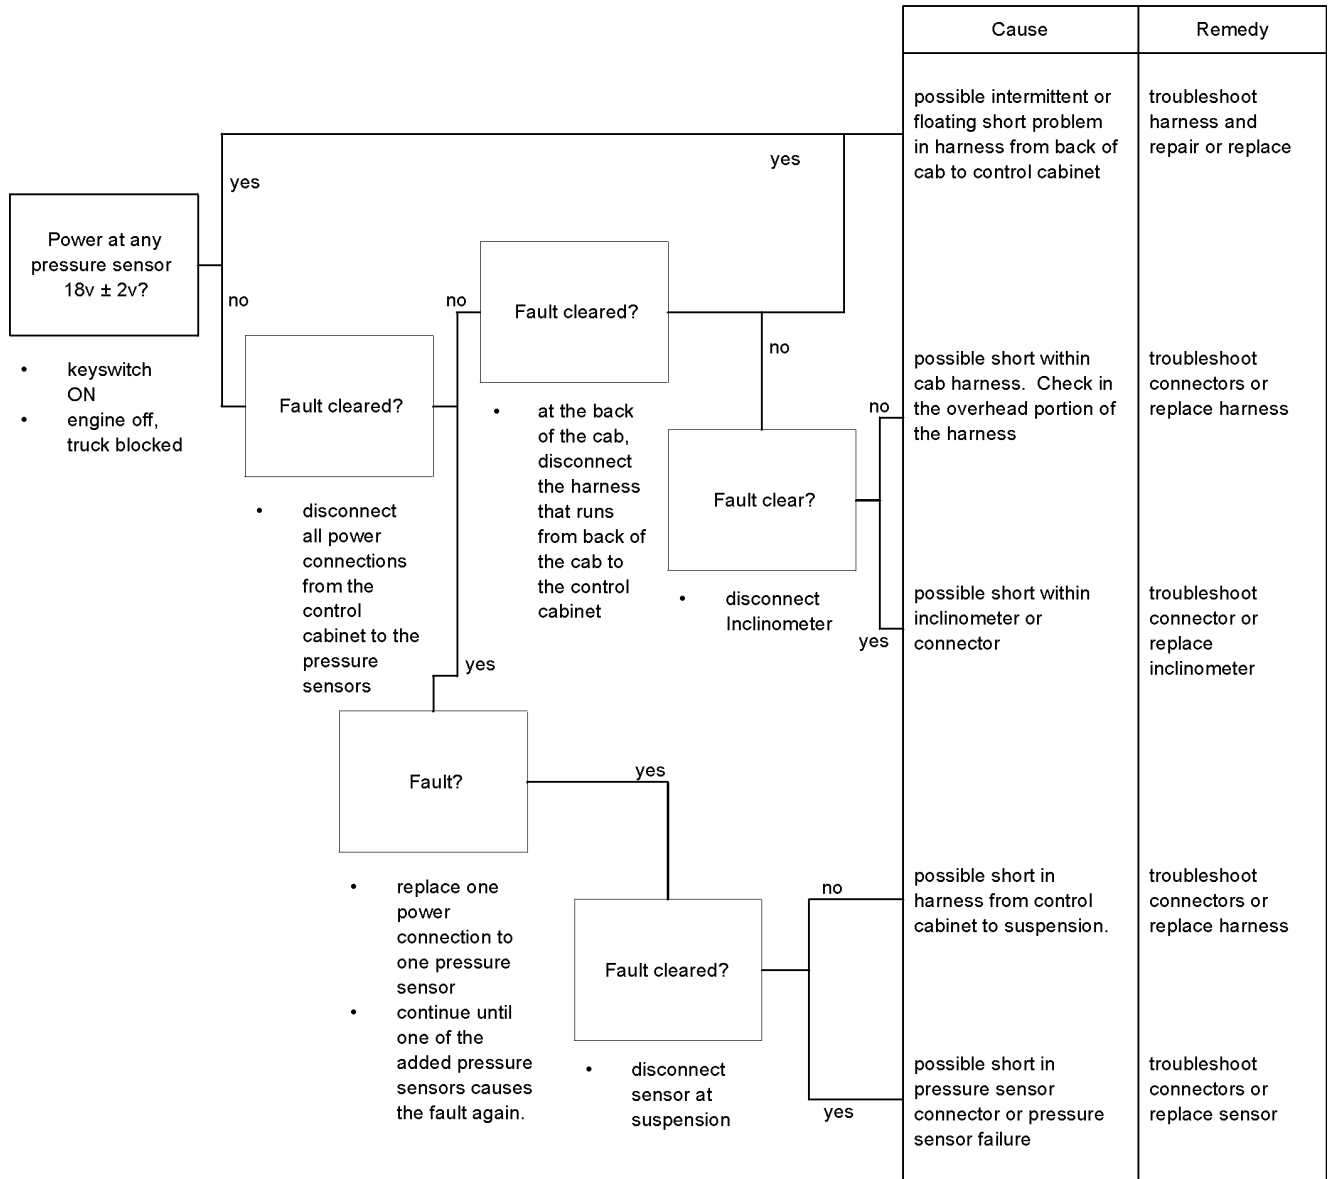 Cause
Remedy
possible intermittent or
floating short problem
in harness from back of
cab to control cabinet
troubleshoot
harness and
repair or replace
yes
yes
Power at any
pressure sensor
18v ± 2v?
no
• keyswitch
ON
• engine off,
truck blocked
Fault cleared?
• disconnect
all power
connections
from the
control
cabinet to the
pressure
sensors
no
Fault cleared?
• at the back
of the cab,
disconnect
the harness
that runs
from back of
the cab to
the control
cabinet
no
Fault clear?
• disconnect
Inclinometer
no
possible short within
cab harness.  Check in
the overhead portion of
the harness
troubleshoot
connectors or
replace harness
yes
possible short within
inclinometer or
connector
troubleshoot
connector or
replace
inclinometer
yes
Fault?
• replace one
power
connection to
one pressure
sensor
• continue until
one of the
added pressure
sensors causes
the fault again.
yes
Fault cleared?
• disconnect
sensor at
suspension
no
possible short in
harness from control
cabinet to suspension.
troubleshoot
connectors or
replace harness
yes
possible short in
pressure sensor
connector or pressure
sensor failure
troubleshoot
connectors or
replace sensor